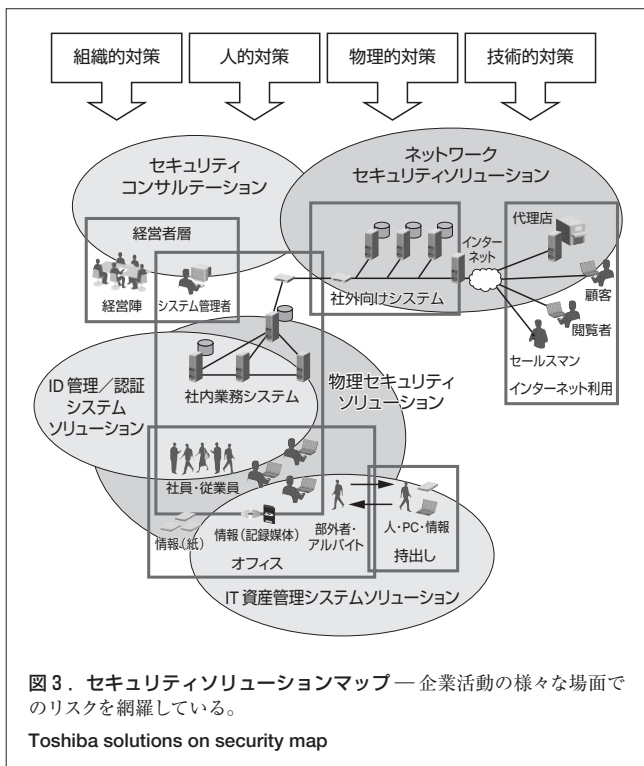 組織的対策
人的対策
物理的対策
技術的対策
セキュリティ
コンサルテーション
ネットワーク
セキュリティソリューション
経営者層
経営陣
システム管理者
社外向けシステム
インター
ネット
代理店
顧客
閲覧者
セールスマン
インターネット利用
ID 管理／認証
システム
ソリューション
社内業務システム
物理セキュリティ
ソリューション
社員・従業員
情報（紙）
情報（記録媒体）
部外者・
アルバイト
オフィス
人・PC・情報
持出し
IT 資産管理システムソリューション
図3．セキュリティソリューションマップ — 企業活動の様々な場面で
のリスクを網羅している。
Toshiba solutions on security map